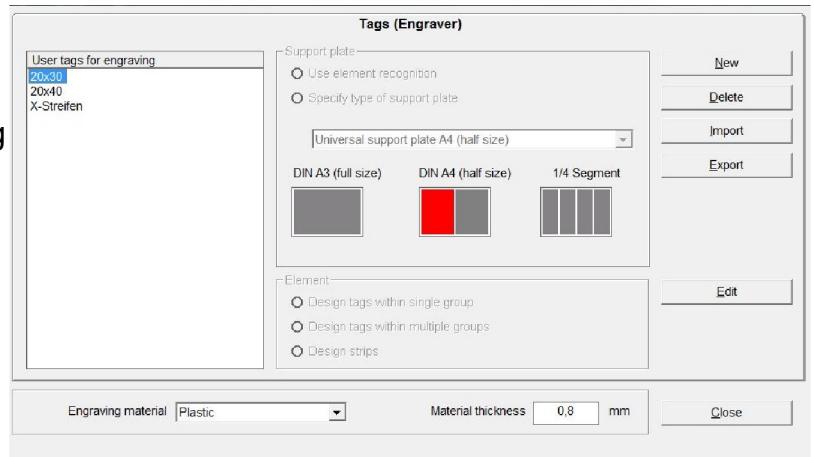 Tags (Engraver)
User tags for engraving
20x30
20x40
X-Streifen
g
Support plate
Use element recognition
Specify type of support plate
Universal support plate A4 (half size)
DIN A3 (full size) DIN A4 (half size) 1/4 Segment
Element
Design tags within single group
Design tags within multiple groups
Design strips
New
Delete
Import
Export
Edit
Engraving material Plastic Material thickness 0,8 mm Close